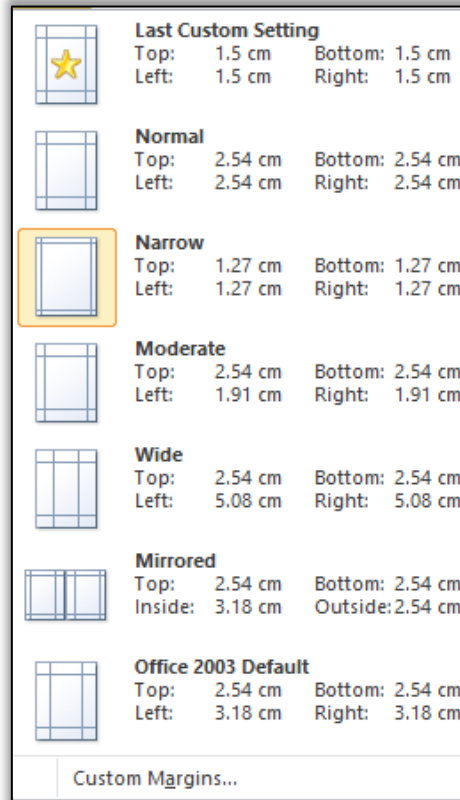 Last Custom Setting
Top: 1.5 cm Bottom: 1.5 cm
Left: 1.5 cm Right: 1.5 cm
Normal
Top: 2.54 cm Bottom: 2.54 cm
Left: 2.54 cm Right: 2.54 cm
Narrow
Top: 1.27 cm Bottom: 1.27 cm
Left: 1.27 cm Right: 1.27 cm
Moderate
Top: 2.54 cm Bottom: 2.54 cm
Left: 1.91 cm Right: 1.91 cm
Wide
Top: 2.54 cm Bottom: 2.54 cm
Left: 5.08 cm Right: 5.08 cm
Mirrored
Top: 2.54 cm Bottom: 2.54 cm
Inside: 3.18 cm Outside: 2.54 cm
Office 2003 Default
Top: 2.54 cm Bottom: 2.54 cm
Left: 3.18 cm Right: 3.18 cm
Custom Margins...